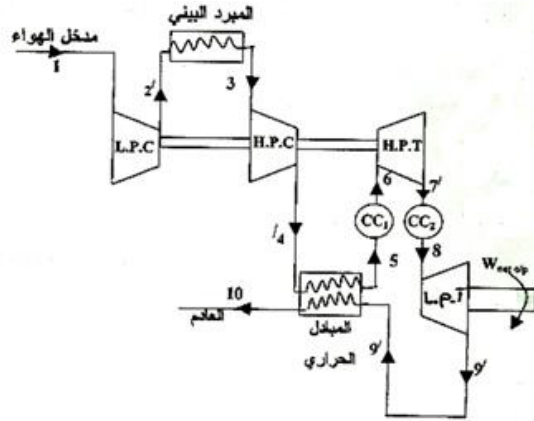 المبرد البيني
مدخل الهواء
1
2/
3
L.P.C
H.P.C
H.P.T
6
7/
CC1
CC2
/4
5
8
W net o/p
L.P.T
10
العادم
المبادل
الحراري
9/
9/